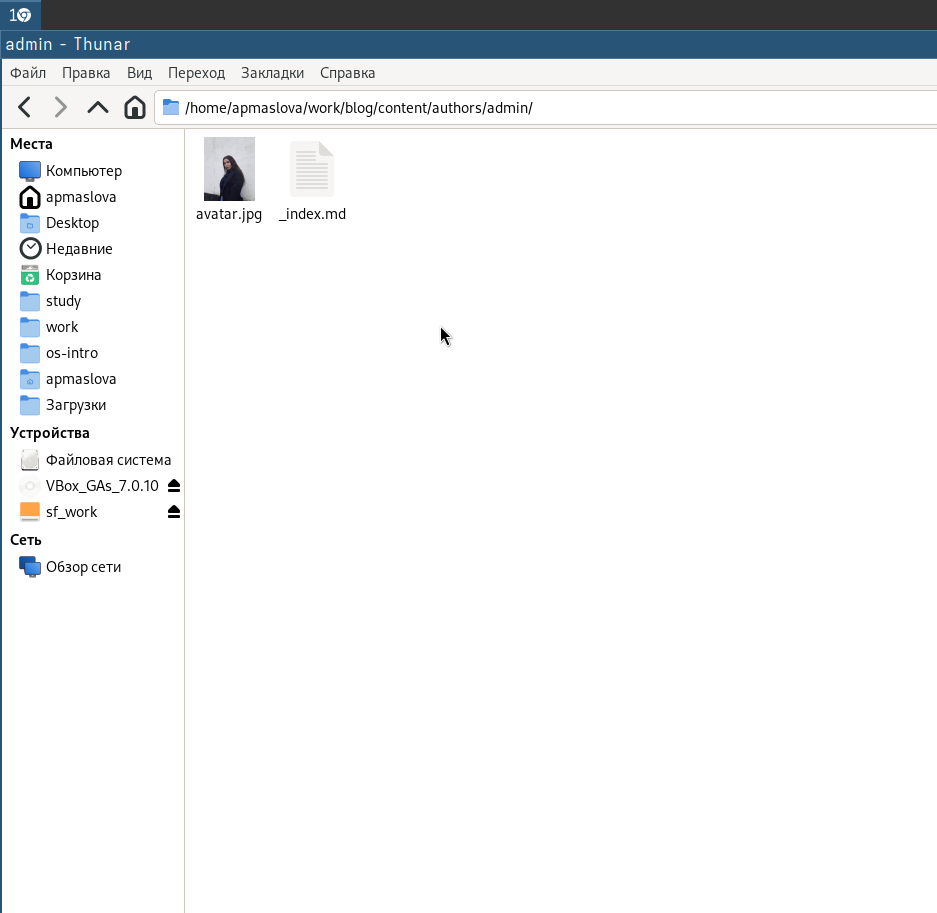 1
admin - Thunar
Файл Правка Вид Переход Закладки Справка
/home/apmaslova/work/blog/content/authors/admin/
Места
Компьютер
apmaslova
Desktop
Недавние
Корзина
study
work
os-intro
apmaslova
Загрузки
Устройства
Файловая система
VBox_GAs_7.0.10
sf_work
Сеть
Обзор сети
avatar.jpg _index.md